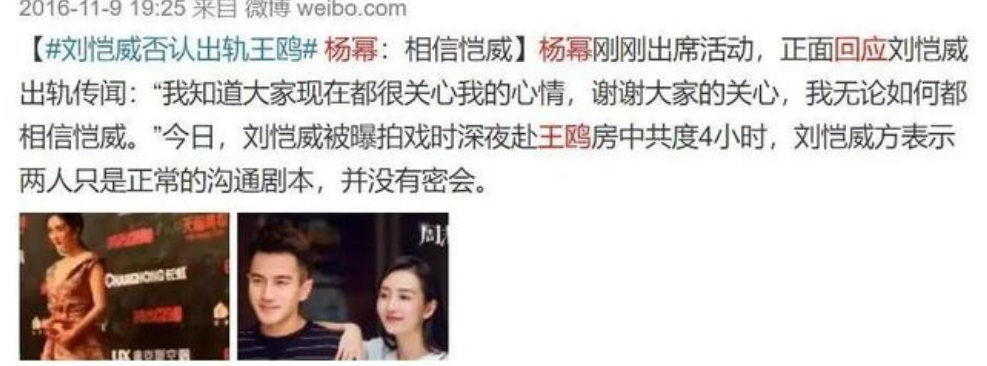 2016-11-9 19:25 来自 微博 weibo.com
【#刘恺威否认出轨王鸥# 杨幂：相信恺威】杨幂刚刚出席活动，正面回应刘恺威
出轨传闻：“我知道大家现在都很关心我的心情，谢谢大家的关心，我无论如何都
相信恺威。”今日，刘恺威被曝拍戏时深夜赴王鸥房中共度4小时，刘恺威方表示
两人只是正常的沟通剧本，并没有密会。
CHANGHONG 长虹